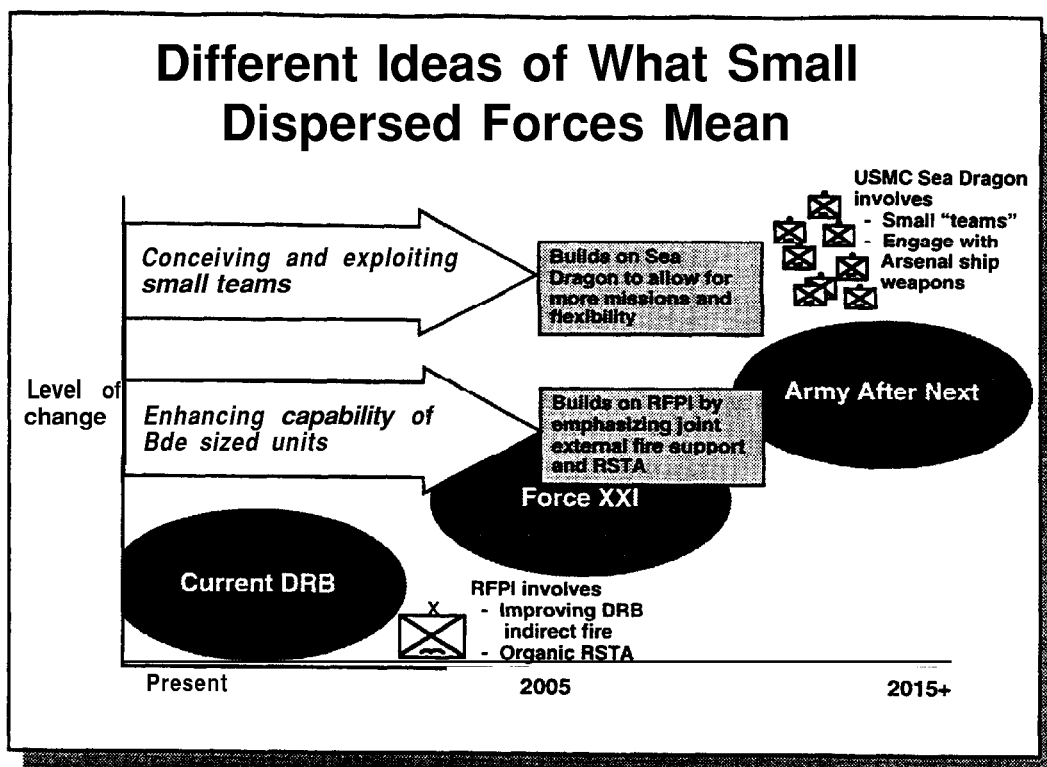 Different Ideas of What Small
Dispersed Forces Mean
USMC Sea Dragon
involves
- Small "teams"
- Engage with
Arsenal ship
weapons
Conceiving and exploiting
small teams
Builds on Sea
Dragon to allow for
more missions and
flexibility
Level of
change
Enhancing capability of
Bde sized units
Builds on RFPI by
emphasizing joint
external fire support
and RSTA
Army After Next
Force XXI
Current DRB
X
RFPI involves
- Improving DRB
indirect fire
- Organic RSTA
Present
2005
2015+